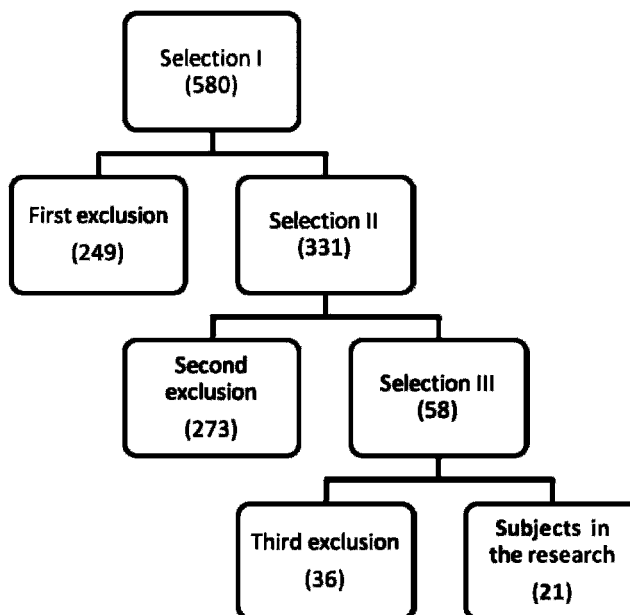 Selection I
(580)
First exclusion
(249)
Selection II
(331)
Second
exclusion
(273)
Selection III
(58)
Third exclusion
(36)
Subjects in
the research
(21)